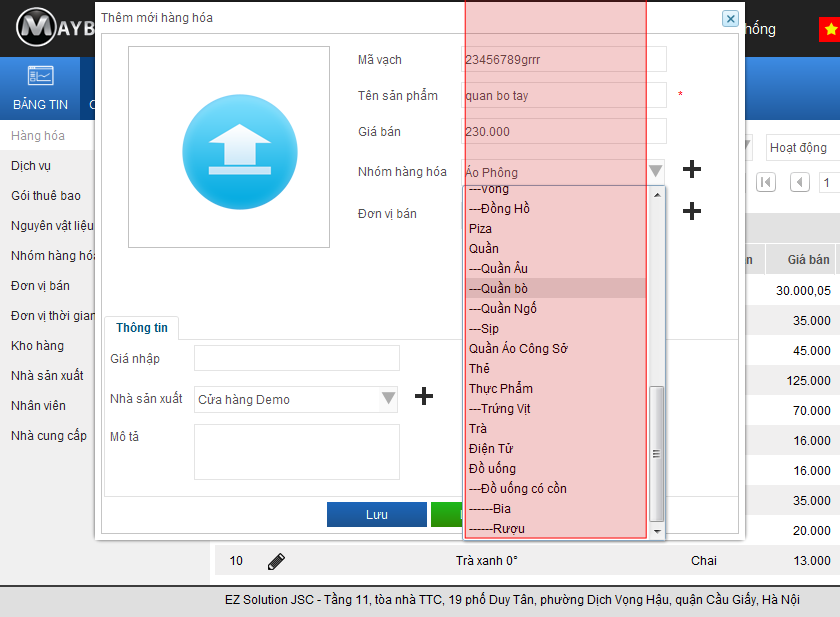 MAYB
Thêm mới hàng hóa
hống
BẢNG TIN
Hàng hóa
Dịch vụ
Gói thuê bao
Nguyên vật liệu
Nhóm hàng hóa
Đơn vị bán
Đơn vị thời gian
Kho hàng
Nhà sản xuất
Nhân viên
Nhà cung cấp
Mã vạch
23456789grrr
Tên sản phẩm
quan bo tay
*
Giá bán
230.000
Nhóm hàng hóa
Áo Phông
Đơn vị bán
---Vòng
---Đồng Hồ
Piza
Quần
---Quần Âu
---Quần bò
---Quần Ngố
---Sịp
Quần Áo Công Sở
Thẻ
Thực Phẩm
---Trứng Vịt
Trà
Điện Tử
Đồ uống
---Đồ uống có cồn
------Bia
------Rượu
Thông tin
Giá nhập
Nhà sản xuất
Cửa hàng Demo
Mô tả
Lưu
Hoạt động
1
n
Giá bán
30.000,05
35.000
45.000
125.000
70.000
16.000
16.000
35.000
20.000
10
Trà xanh 0°
Chai
13.000
EZ Solution JSC - Tầng 11, tòa nhà TTC, 19 phố Duy Tân, phường Dịch Vọng Hậu, quận Cầu Giấy, Hà Nội